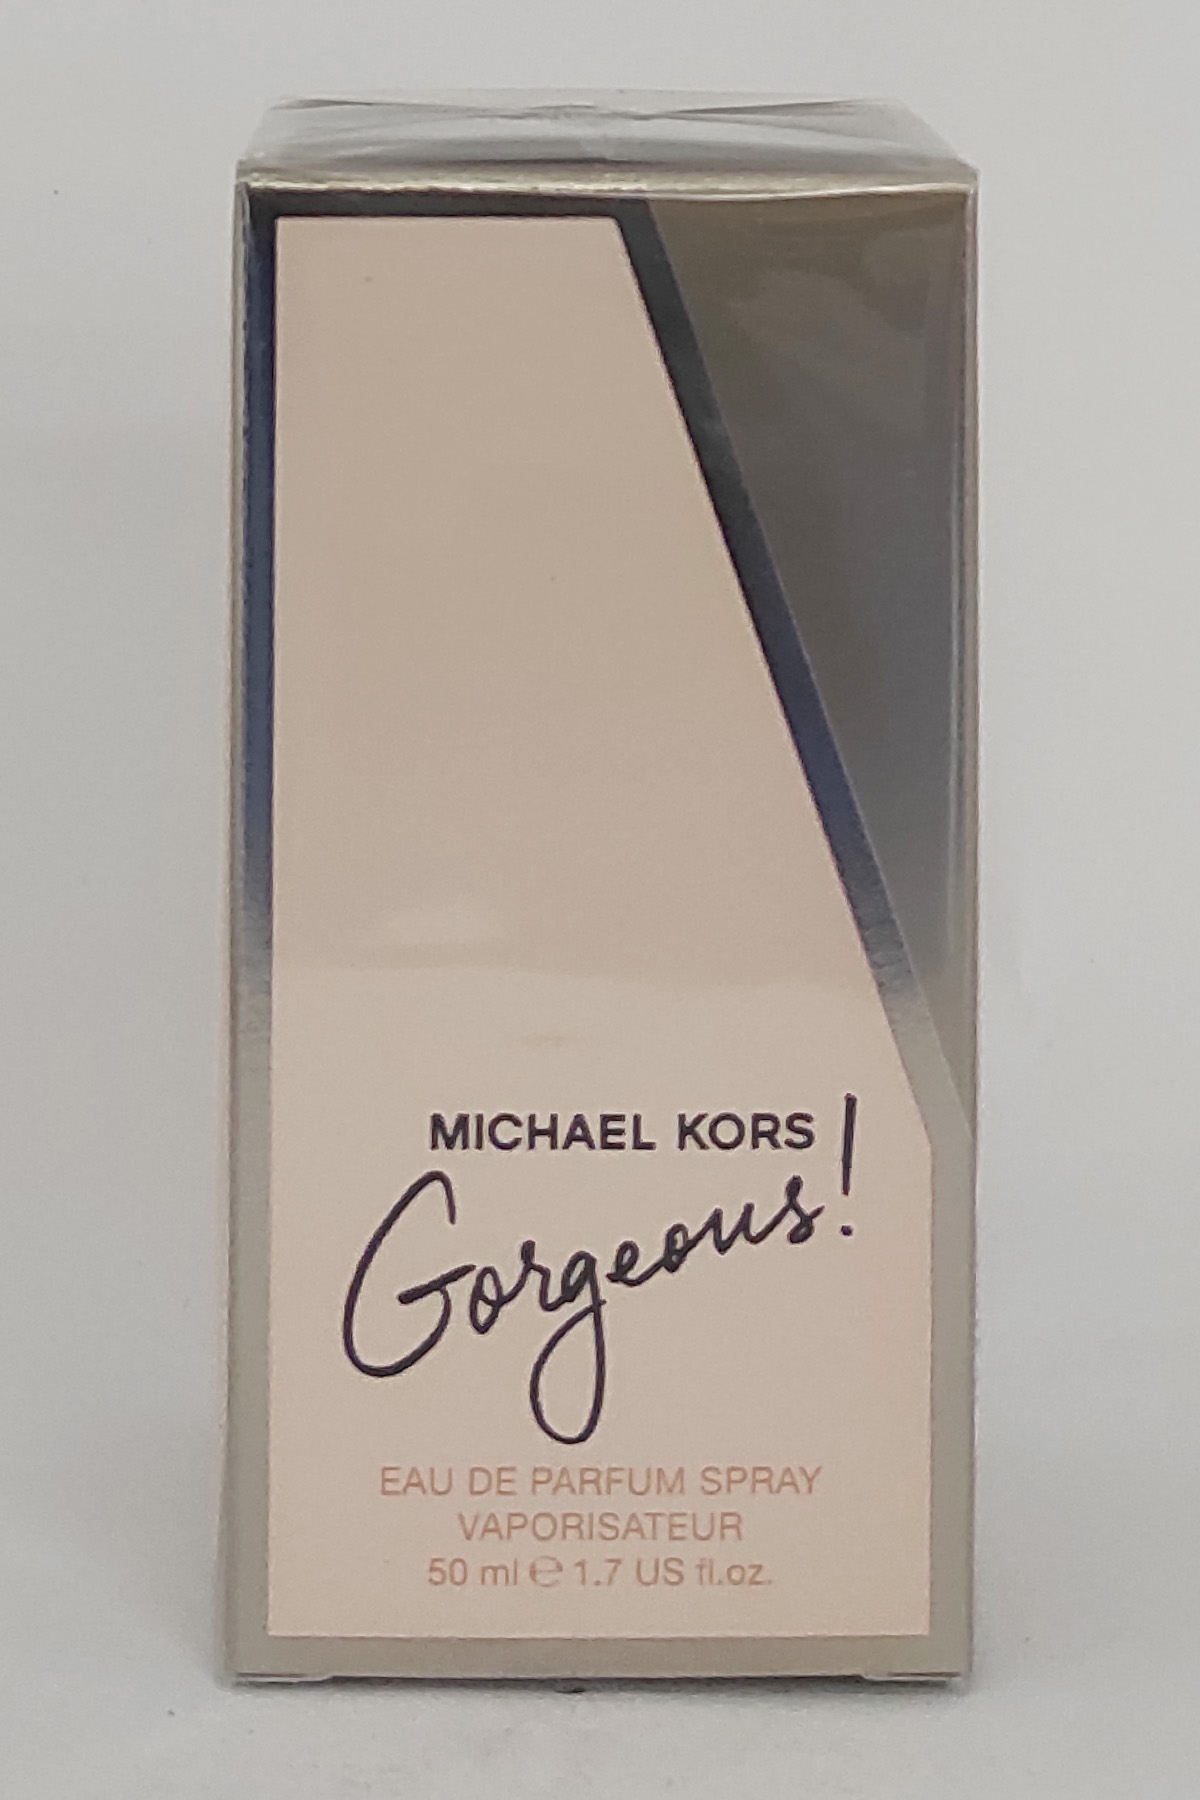 MICHAEL KORS
Gorgeous!
EAU DE PARFUM SPRAY
VAPORISATEUR
50 ml ℮ 1.7 US fl.oz.